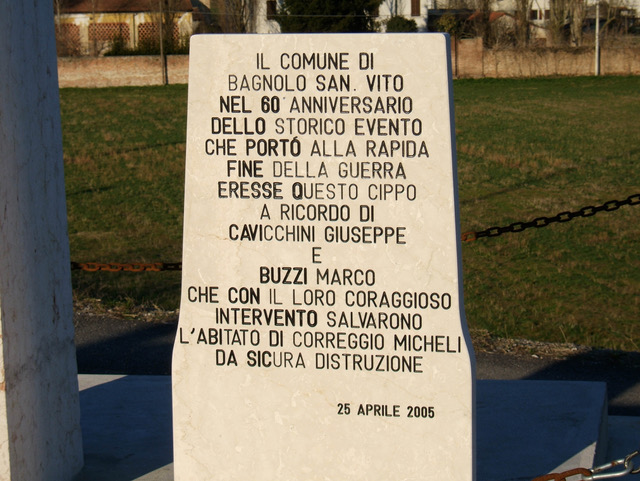 IL COMUNE DI
BAGNOLO SAN. VITO
NEL 60° ANNIVERSARIO
DELLO STORICO EVENTO
CHE PORTÓ ALLA RAPIDA
FINE DELLA GUERRA
ERESSE QUESTO CIPPO
A RICORDO DI
CAVICCHINI GIUSEPPE
E
BUZZI MARCO
CHE CON IL LORO CORAGGIOSO
INTERVENTO SALVARONO
L'ABITATO DI CORREGGIO MICHELI
DA SICURA DISTRUZIONE
25 APRILE 2005